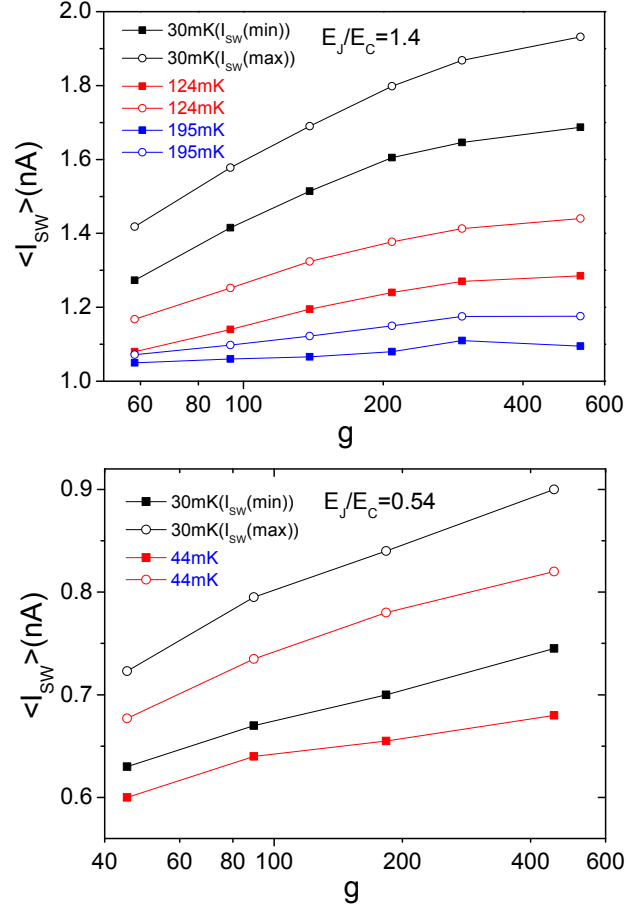 30mK(I_SW(min))
30mK(I_SW(max))
124mK
124mK
195mK
195mK
E_J/E_C=1.4
2.0
1.8
1.6
1.4
1.2
1.0
<I_SW>(nA)
60 80 100 200 400 600
g
30mK(I_SW(min))
30mK(I_SW(max))
44mK
44mK
E_J/E_C=0.54
0.9
0.8
0.7
0.6
<I_SW>(nA)
40 60 80 100 200 400 600
g